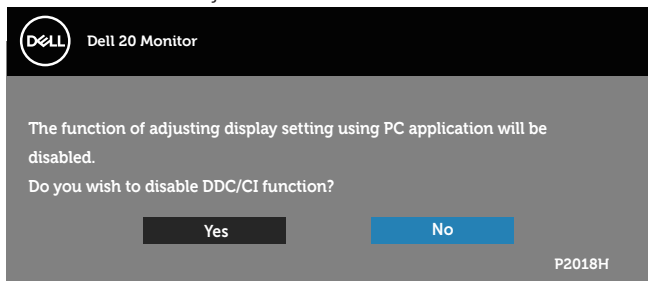 DELL
Dell 20 Monitor
The function of adjusting display setting using PC application will be
disabled.
Do you wish to disable DDC/CI function?
Yes No
P2018H